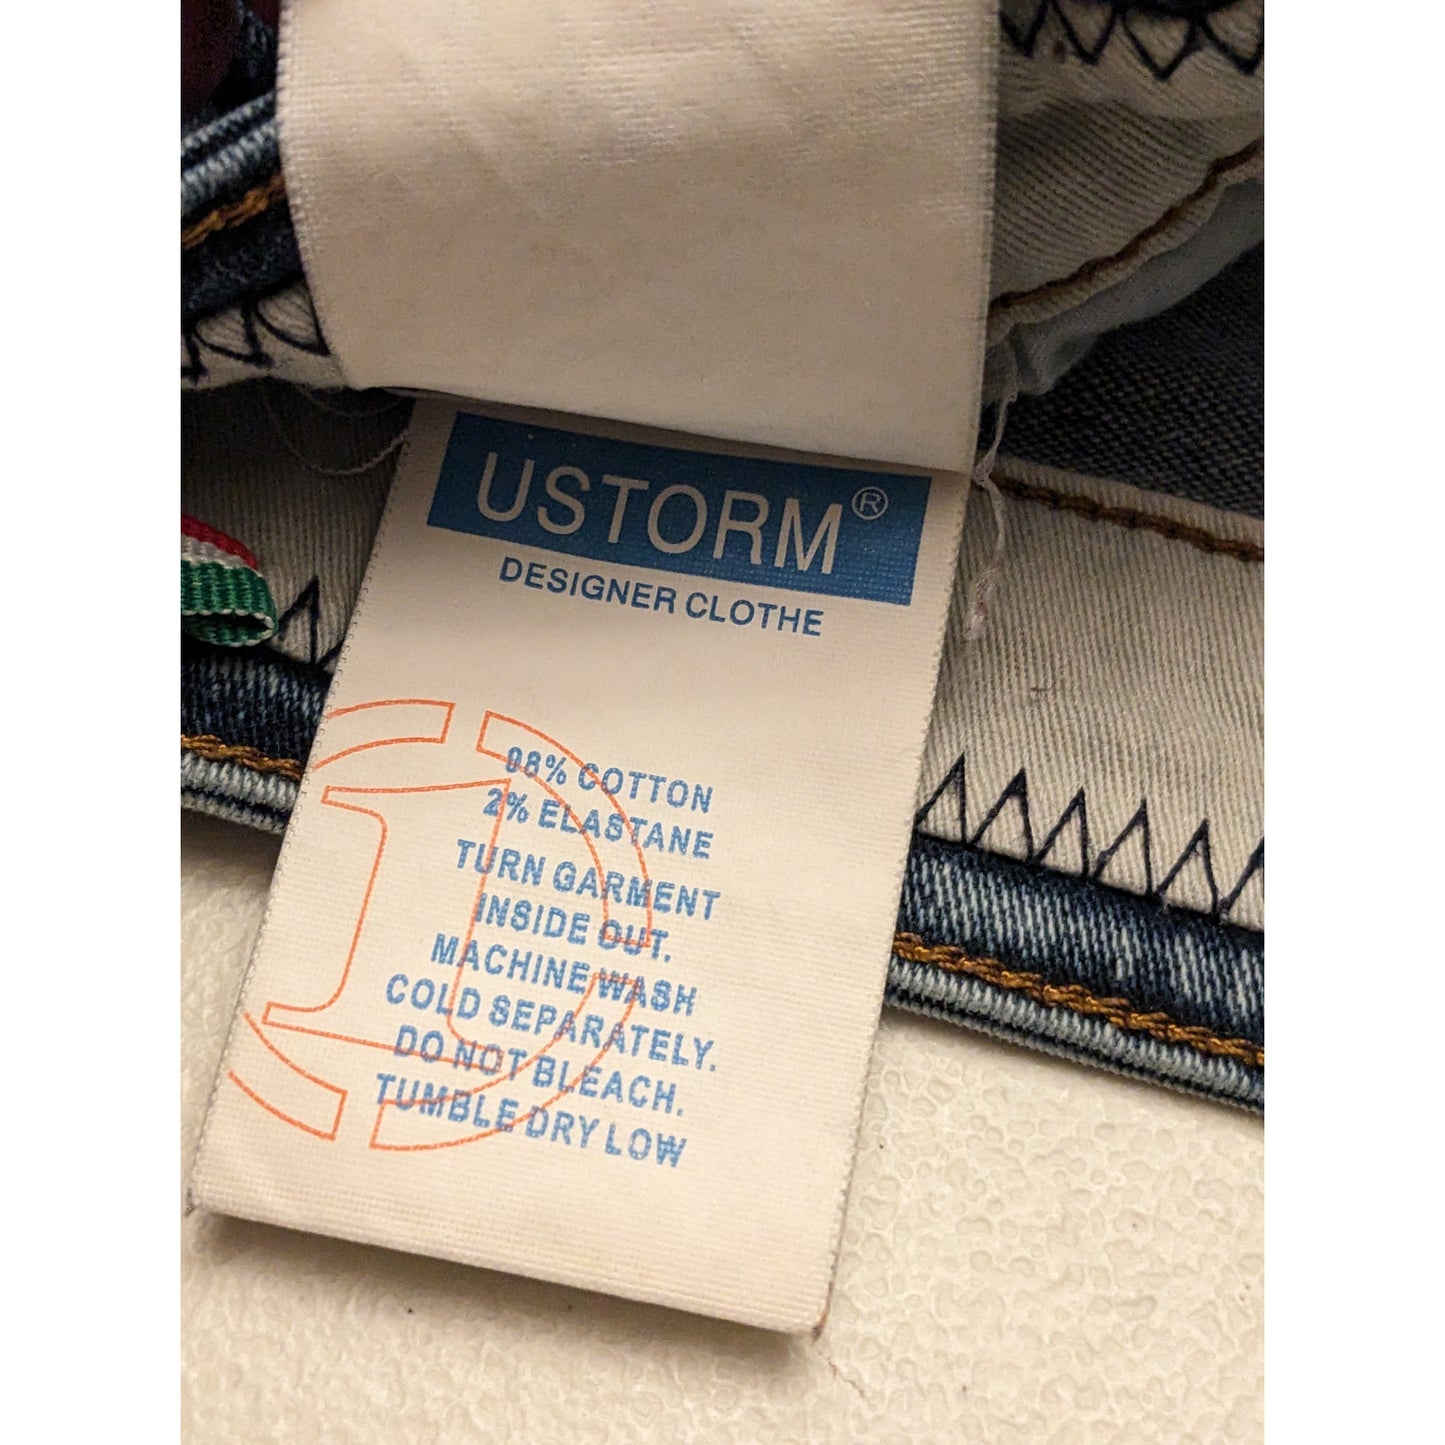 USTORM®
DESIGNER CLOTHE
98% COTTON
2% ELASTANE
TURN GARMENT
INSIDE OUT.
MACHINE WASH
COLD SEPARATELY.
DO NOT BLEACH.
TUMBLE DRY LOW